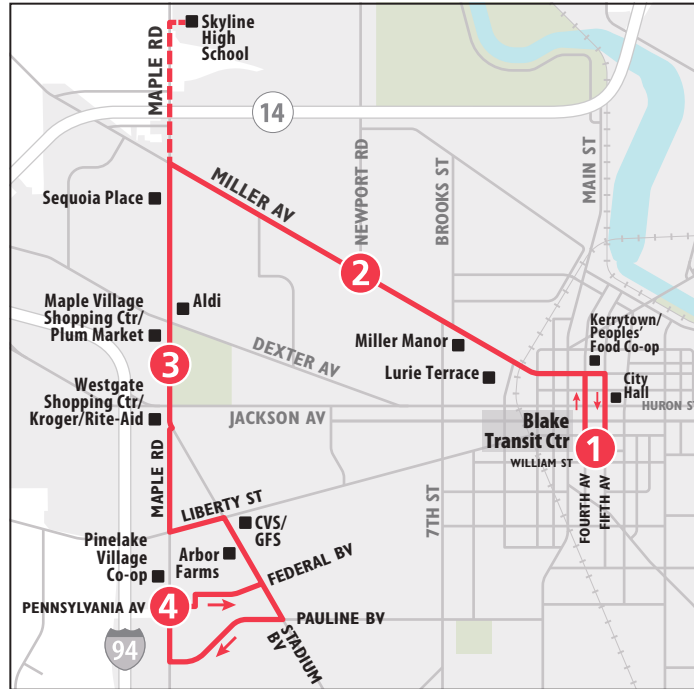 Skyline
High
School
MAPLE RD
14
MILLER AV
NEWPORT RD
BROOKS ST
MAIN ST
Sequoia Place
2
Aldi
Maple Village
Shopping Ctr/
Plum Market
3
DEXTER AV
Miller Manor
Lurie Terrace
Kerrytown/
Peoples'
Food Co-op
City
Hall
HURON ST
Westgate
Shopping Ctr/
Kroger/Rite-Aid
JACKSON AV
Blake
Transit Ctr
1
WILLIAM ST
FOURTH AV
FIFTH AV
MAPLE RD
LIBERTY ST
7TH ST
CVS/
GFS
Pinelake
Village
Co-op
Arbor
Farms
FEDERAL BV
PENNSYLVANIA AV
4
PAULINE BV
STADIUM
BV
94